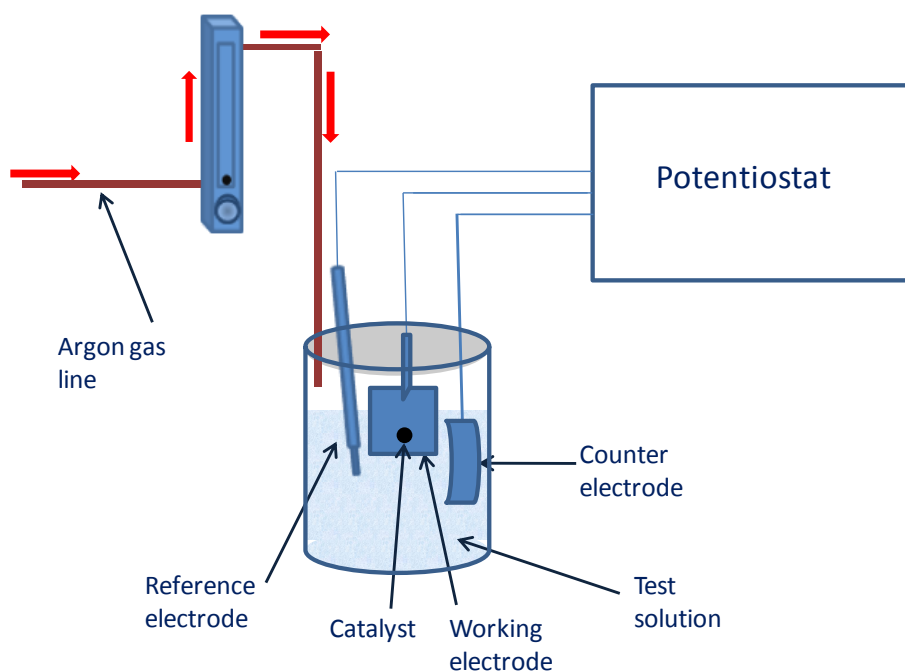 Potentiostat
Argon gas
line
Counter
electrode
Reference
electrode
Catalyst
Working
electrode
Test
solution